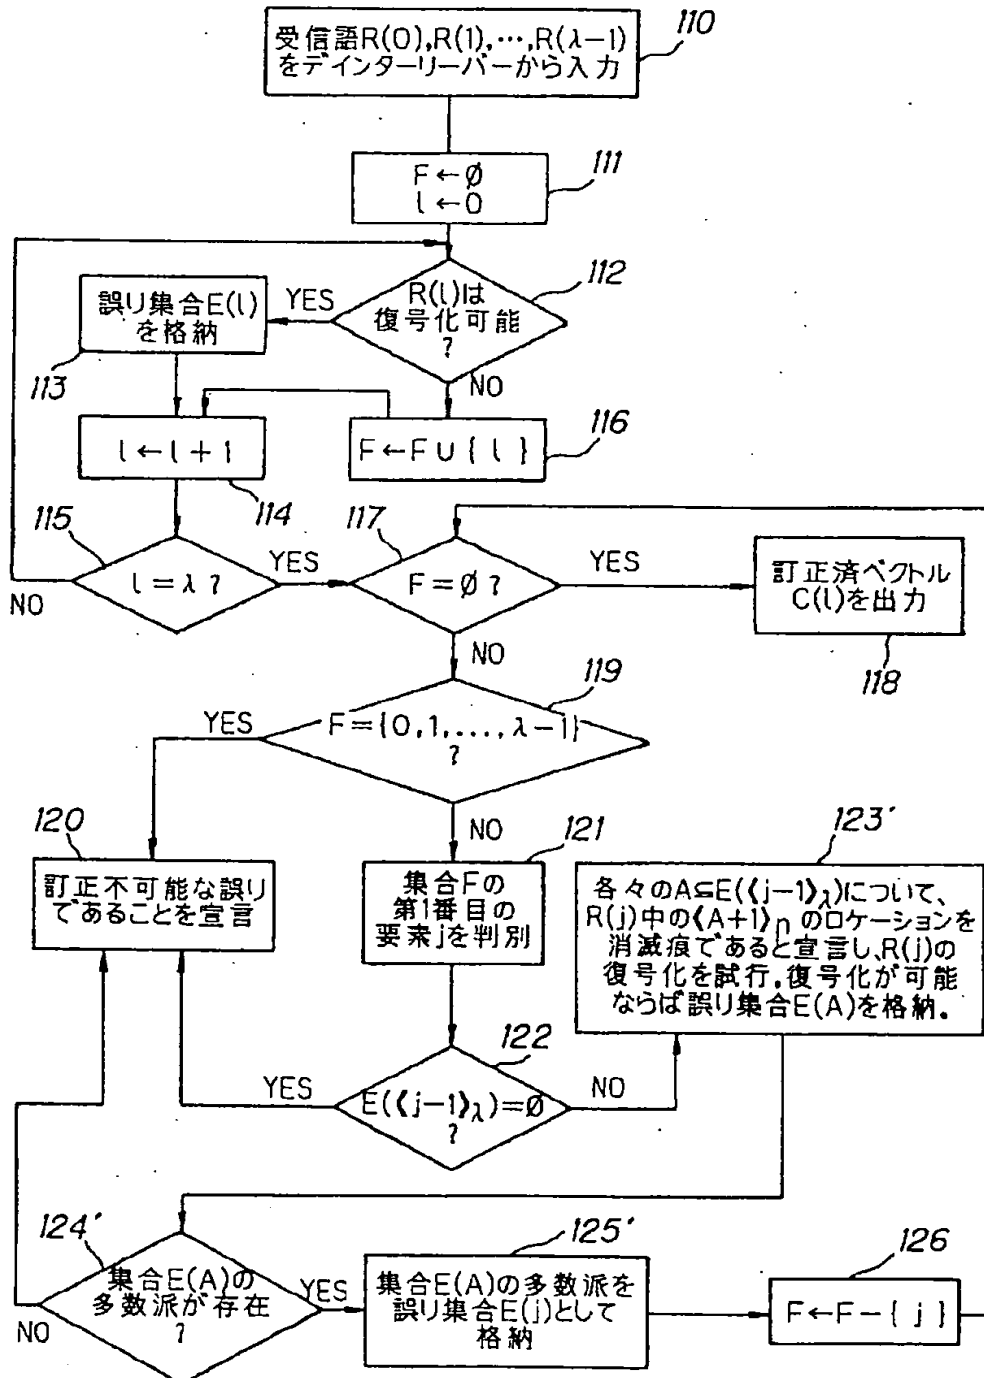 受信語R(0),R(1),…,R(λ-1)
をデインターリーバーから入力
110
F←Ø
l←0
111
R(l)は
復号化可能
?
112
YES
NO
誤り集合E(l)
を格納
113
l←l+1
114
F←F∪{l}
116
l=λ?
115
YES
NO
F=Ø?
117
YES
NO
訂正済ベクトル
C(l)を出力
118
F={0,1,...,λ-1}
?
119
YES
NO
訂正不可能な誤り
であることを宣言
120
集合Fの
第1番目の
要素jを判別
121
各々のA⊆E(《j-1》λ)について、
R(j)中の《A+1》nのロケーションを
消滅痕であると宣言し、R(j)の
復号化を試行.復号化が可能
ならば誤り集合E(A)を格納.
123'
E(《j-1》λ)=Ø
?
122
YES
NO
集合E(A)の
多数派が存在
?
124'
YES
NO
集合E(A)の多数派を
誤り集合E(j)として
格納
125'
F←F-{j}
126